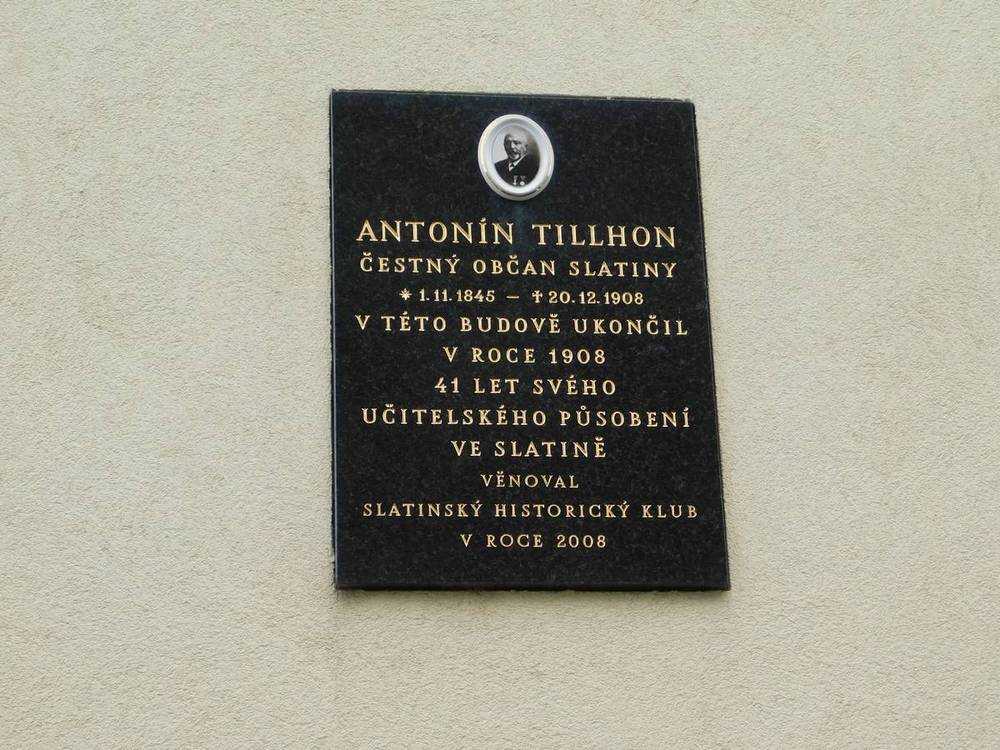 ANTONÍN TILLHON
ČESTNÝ OBČAN SLATINY
* 1.11.1845 – ✝ 20.12.1908
V TÉTO BUDOVĚ UKONČIL
V ROCE 1908
41 LET SVÉHO
UČITELSKÉHO PŮSOBENÍ
VE SLATINĚ
VĚNOVAL
SLATINSKÝ HISTORICKÝ KLUB
V ROCE 2008